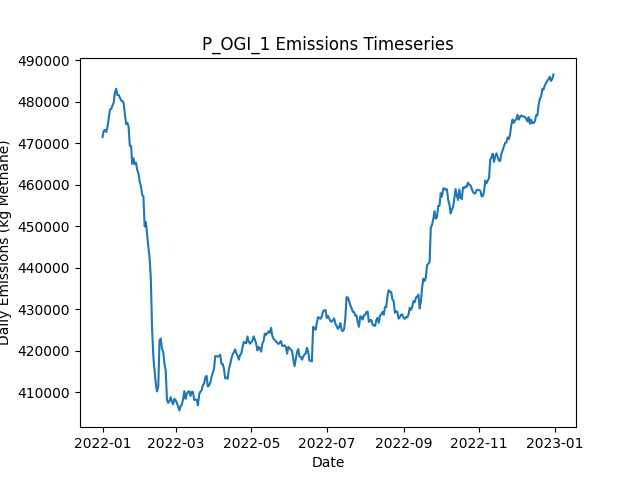 P_OGI_1 Emissions Timeseries
490000
480000
470000
460000
450000
440000
430000
420000
410000
Daily Emissions (kg Methane)
2022-01 2022-03 2022-05 2022-07 2022-09 2022-11 2023-01
Date